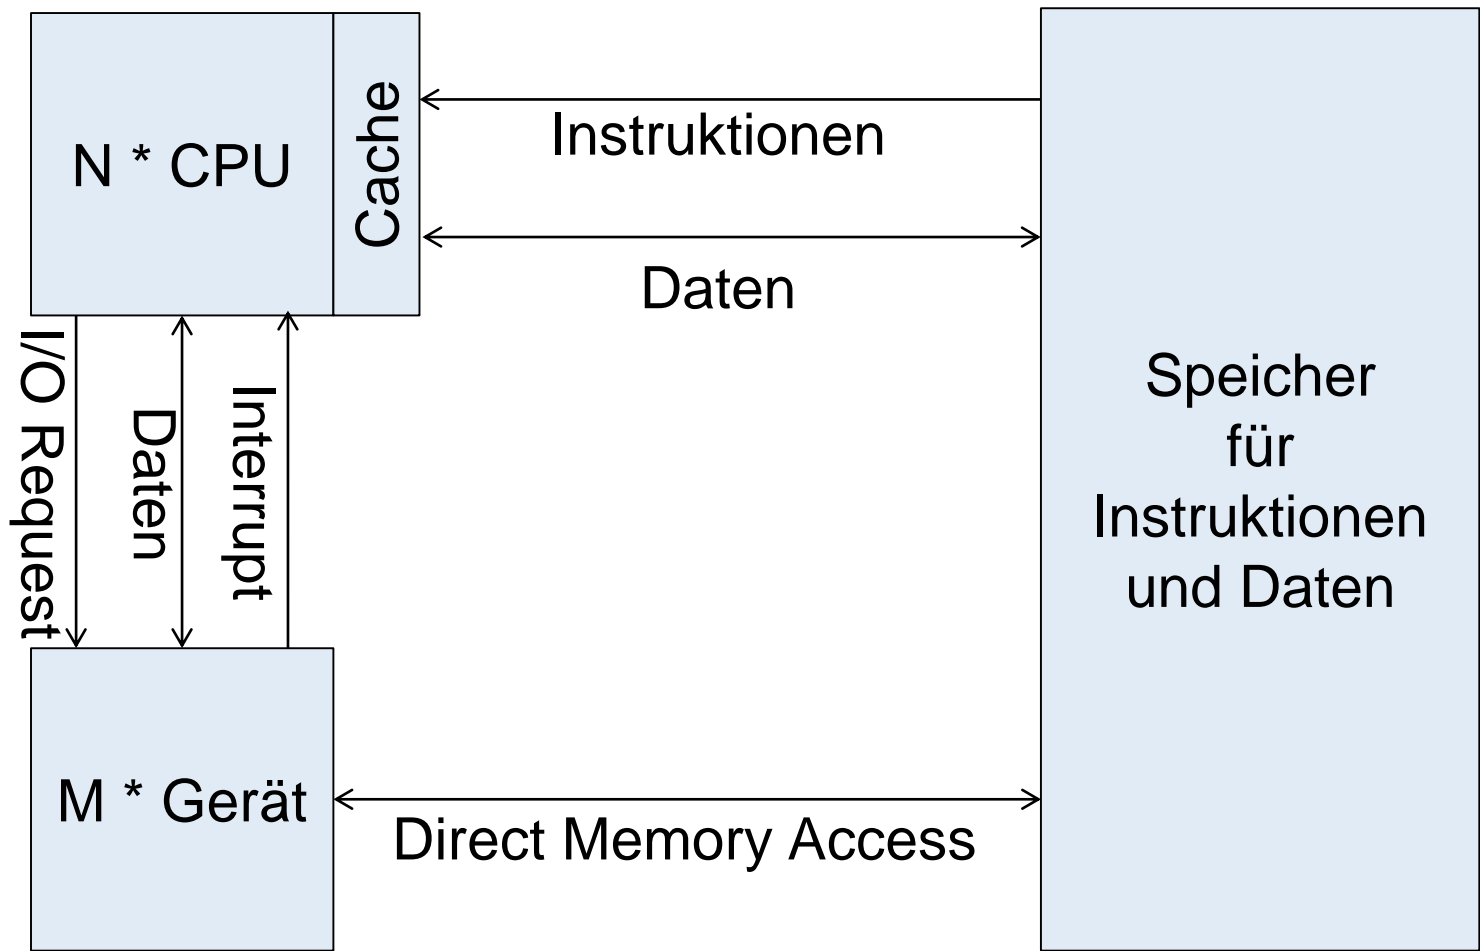 N * CPU
Cache
Instruktionen
Daten
I/O Request
Daten
Interrupt
Speicher
für
Instruktionen
und Daten
M * Gerät
Direct Memory Access